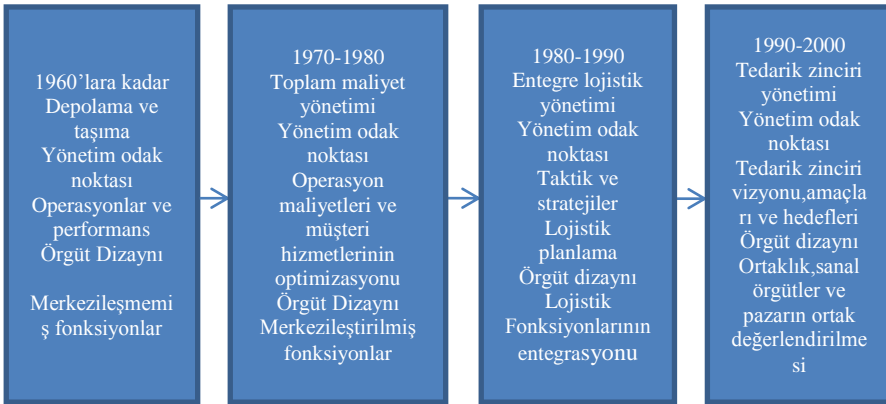 1960’lara kadar
Depolama ve
taşıma
Yönetim odak
noktası
Operasyonlar ve
performans
Örgüt Dizaynı
Merkezileşmemi
ş fonksiyonlar
1970-1980
Toplam maliyet
yönetimi
Yönetim odak
noktası
Operasyon
maliyetleri ve
müşteri
hizmetlerinin
optimizasyonu
Örgüt Dizaynı
Merkezileştirilmiş
fonksiyonlar
1980-1990
Entegre lojistik
yönetimi
Yönetim odak
noktası
Taktik ve
stratejiler
Lojistik
planlama
Örgüt dizaynı
Lojistik
Fonksiyonlarının
entegrasyonu
1990-2000
Tedarik zinciri
yönetimi
Yönetim odak
noktası
Tedarik zinciri
vizyonu,amaçla
rı ve hedefleri
Örgüt dizaynı
Ortaklık,sanal
örgütler ve
pazarın ortak
değerlendirilme
si